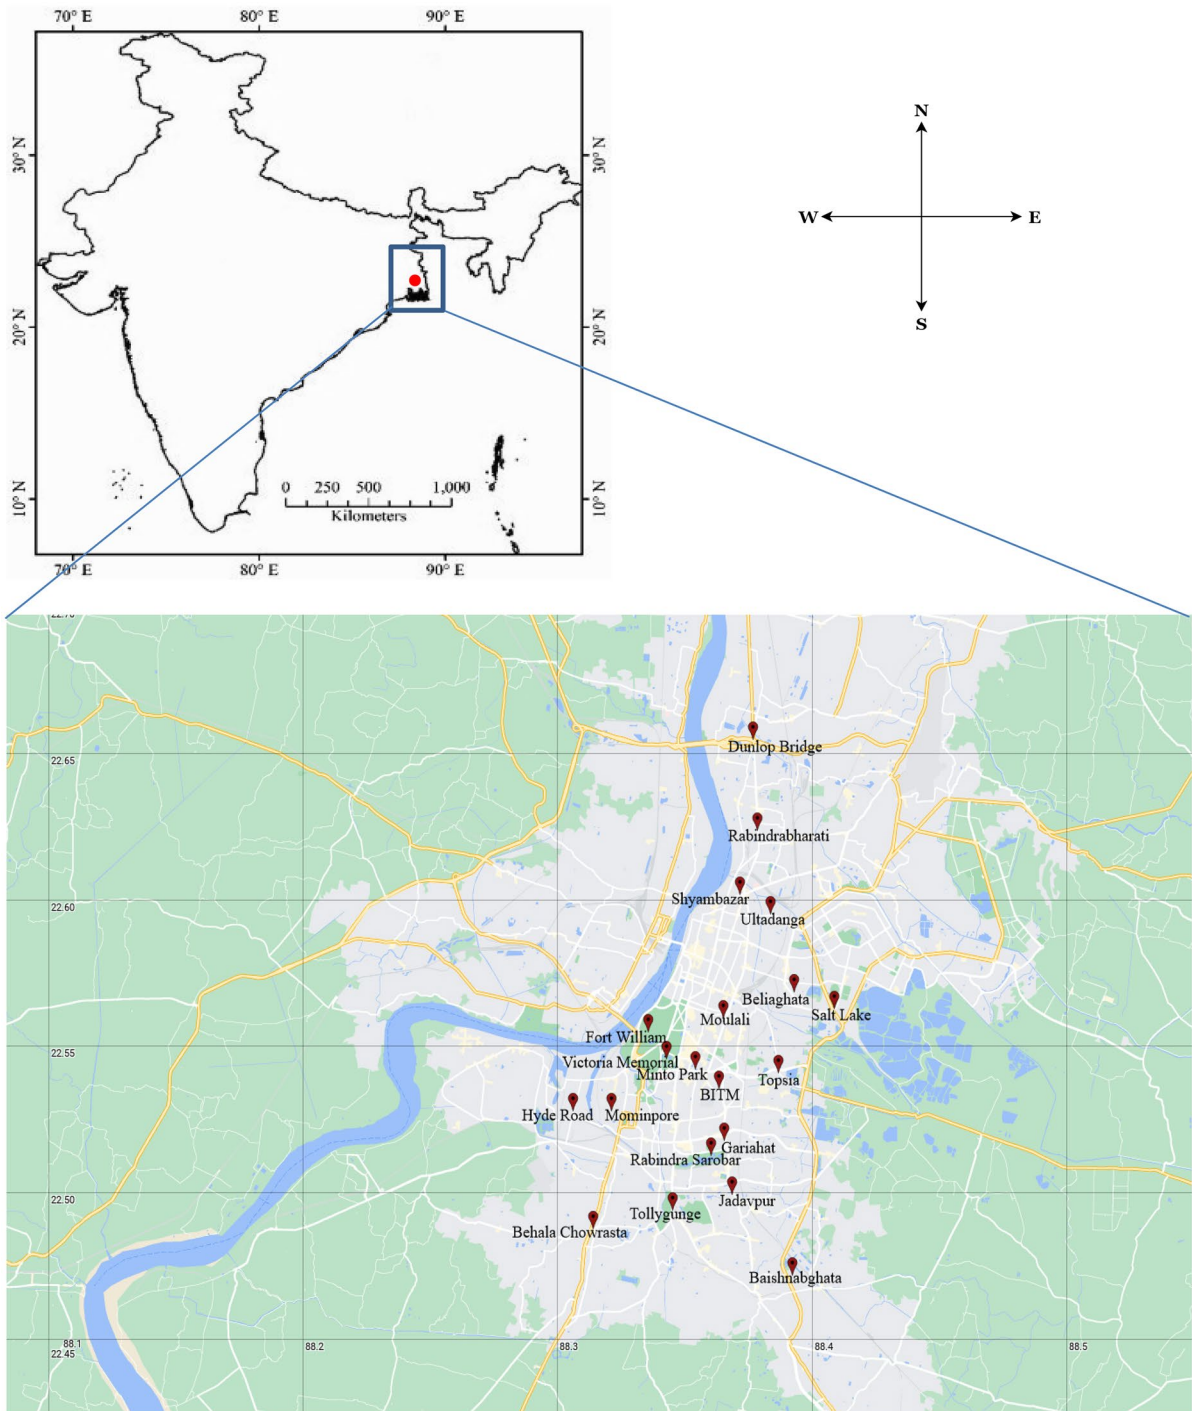 70° E 80° E 90° E
N
30° N
30° N
W
E
S
20° N
20° N
0 250 500 1,000
Kilometers
10° N
10° N
70° E 80° E 90° E
22.70
Dunlop Bridge
22.65
Rabindrabharati
Shyambazar
22.60
Ultadanga
Beliaghata
Salt Lake
Moulali
Fort William
22.55
Victoria Memorial
Minto Park
Topsia
BITM
Hyde Road
Mominpore
Gariahat
Rabindra Sarobar
22.50
Jadavpur
Tollygunge
Behala Chowrasta
Baishnabghata
88.1 88.2 88.3 88.4 88.5
22.45